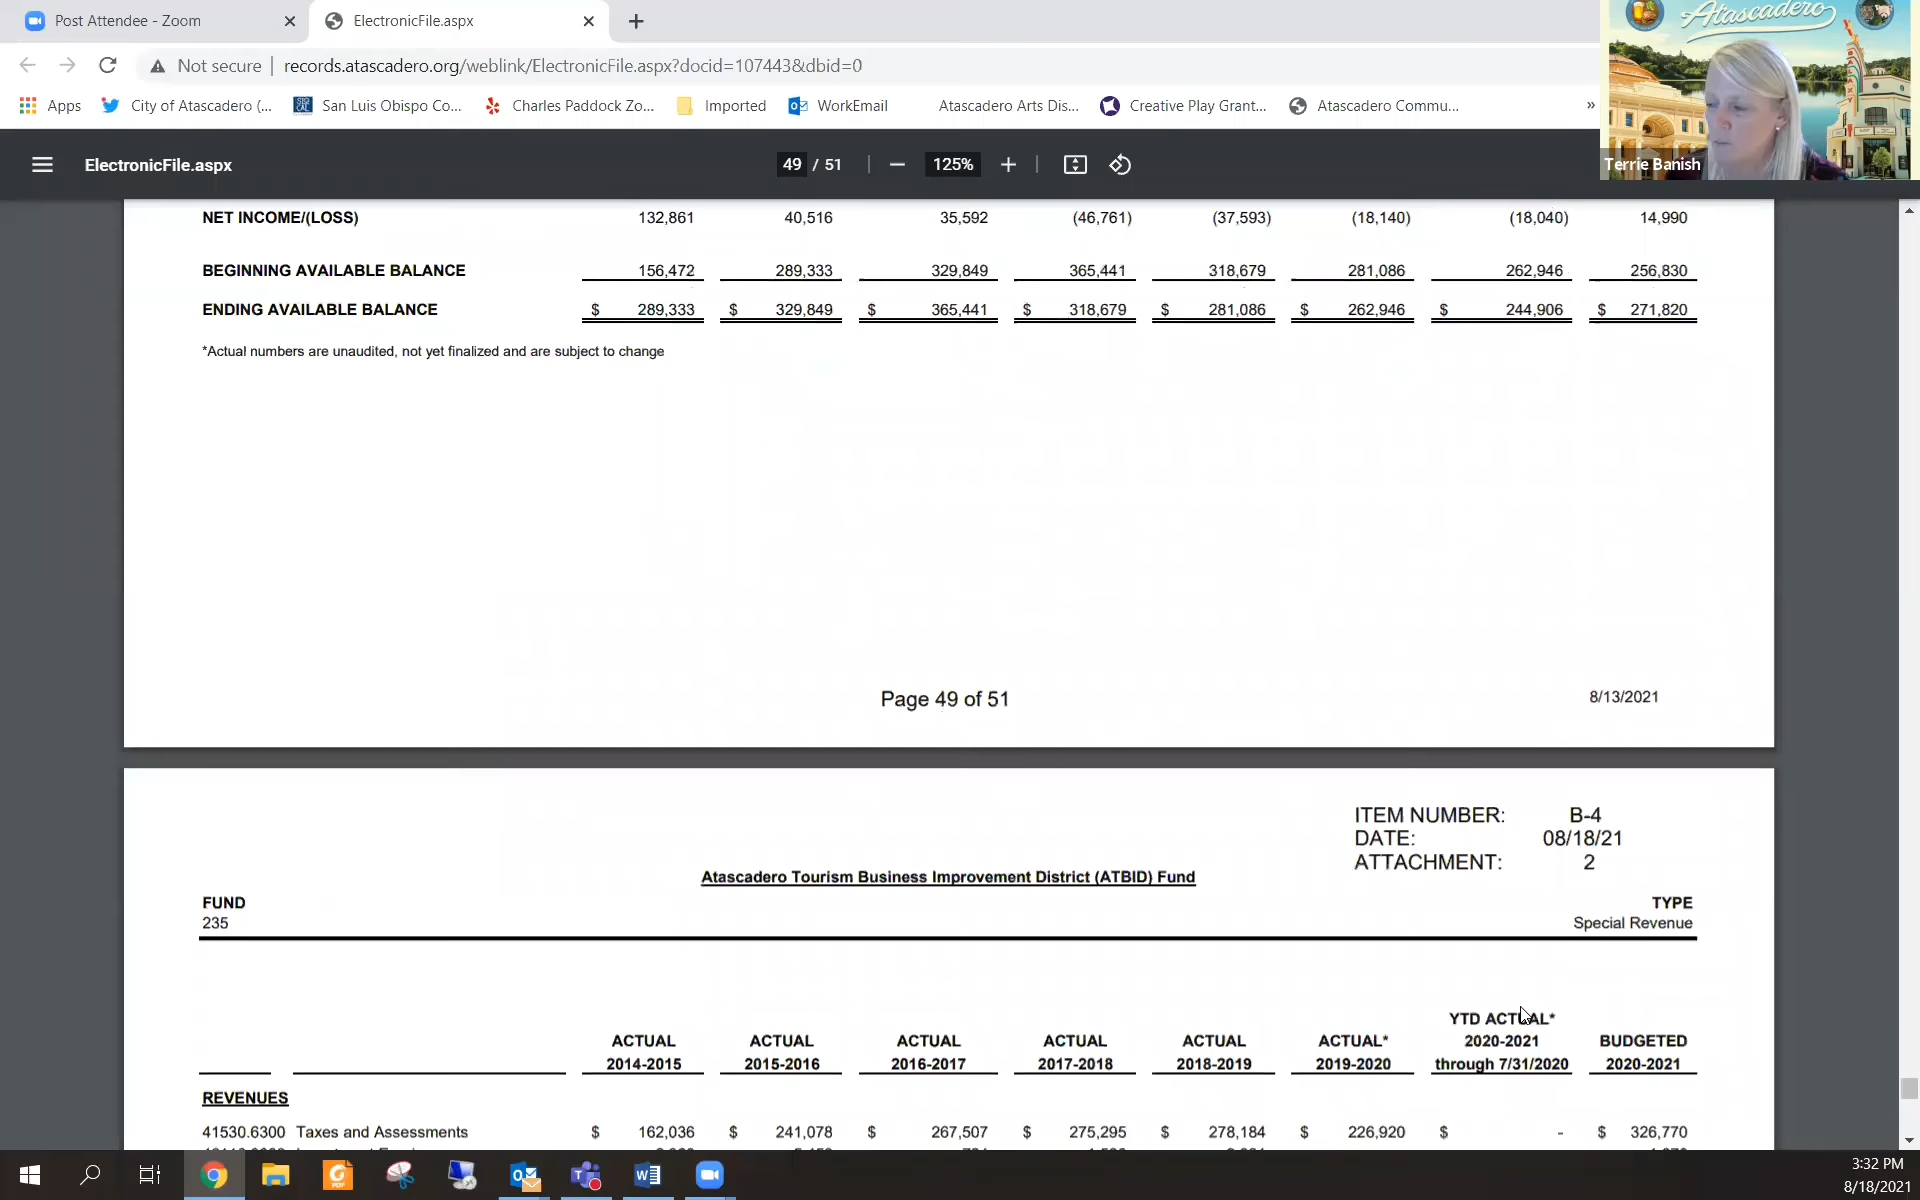 Post Attendee - Zoom
ElectronicFile.aspx
Not secure
records.atascadero.org/weblink/ElectronicFile.aspx?docid=107443&dbid=0
Apps
City of Atascadero (...
San Luis Obispo Co...
Charles Paddock Zo...
Imported
WorkEmail
Atascadero Arts Dis...
Creative Play Grant...
Atascadero Commu...
»
Atascadero
Terrie Banish
ElectronicFile.aspx
49 / 51
125%
NET INCOME/(LOSS) 132,861 40,516 35,592 (46,761) (37,593) (18,140) (18,040) 14,990
BEGINNING AVAILABLE BALANCE 156,472 289,333 329,849 365,441 318,679 281,086 262,946 256,830
ENDING AVAILABLE BALANCE $ 289,333 $ 329,849 $ 365,441 $ 318,679 $ 281,086 $ 262,946 $ 244,906 $ 271,820
*Actual numbers are unaudited, not yet finalized and are subject to change
Page 49 of 51
8/13/2021
ITEM NUMBER: B-4
DATE: 08/18/21
ATTACHMENT: 2
Atascadero Tourism Business Improvement District (ATBID) Fund
FUND TYPE
235 Special Revenue
YTD ACTUAL*
ACTUAL ACTUAL ACTUAL ACTUAL ACTUAL ACTUAL* 2020-2021 BUDGETED
2014-2015 2015-2016 2016-2017 2017-2018 2018-2019 2019-2020 through 7/31/2020 2020-2021
REVENUES
41530.6300 Taxes and Assessments $ 162,036 $ 241,078 $ 267,507 $ 275,295 $ 278,184 $ 226,920 $ - $ 326,770
3:32 PM
8/18/2021